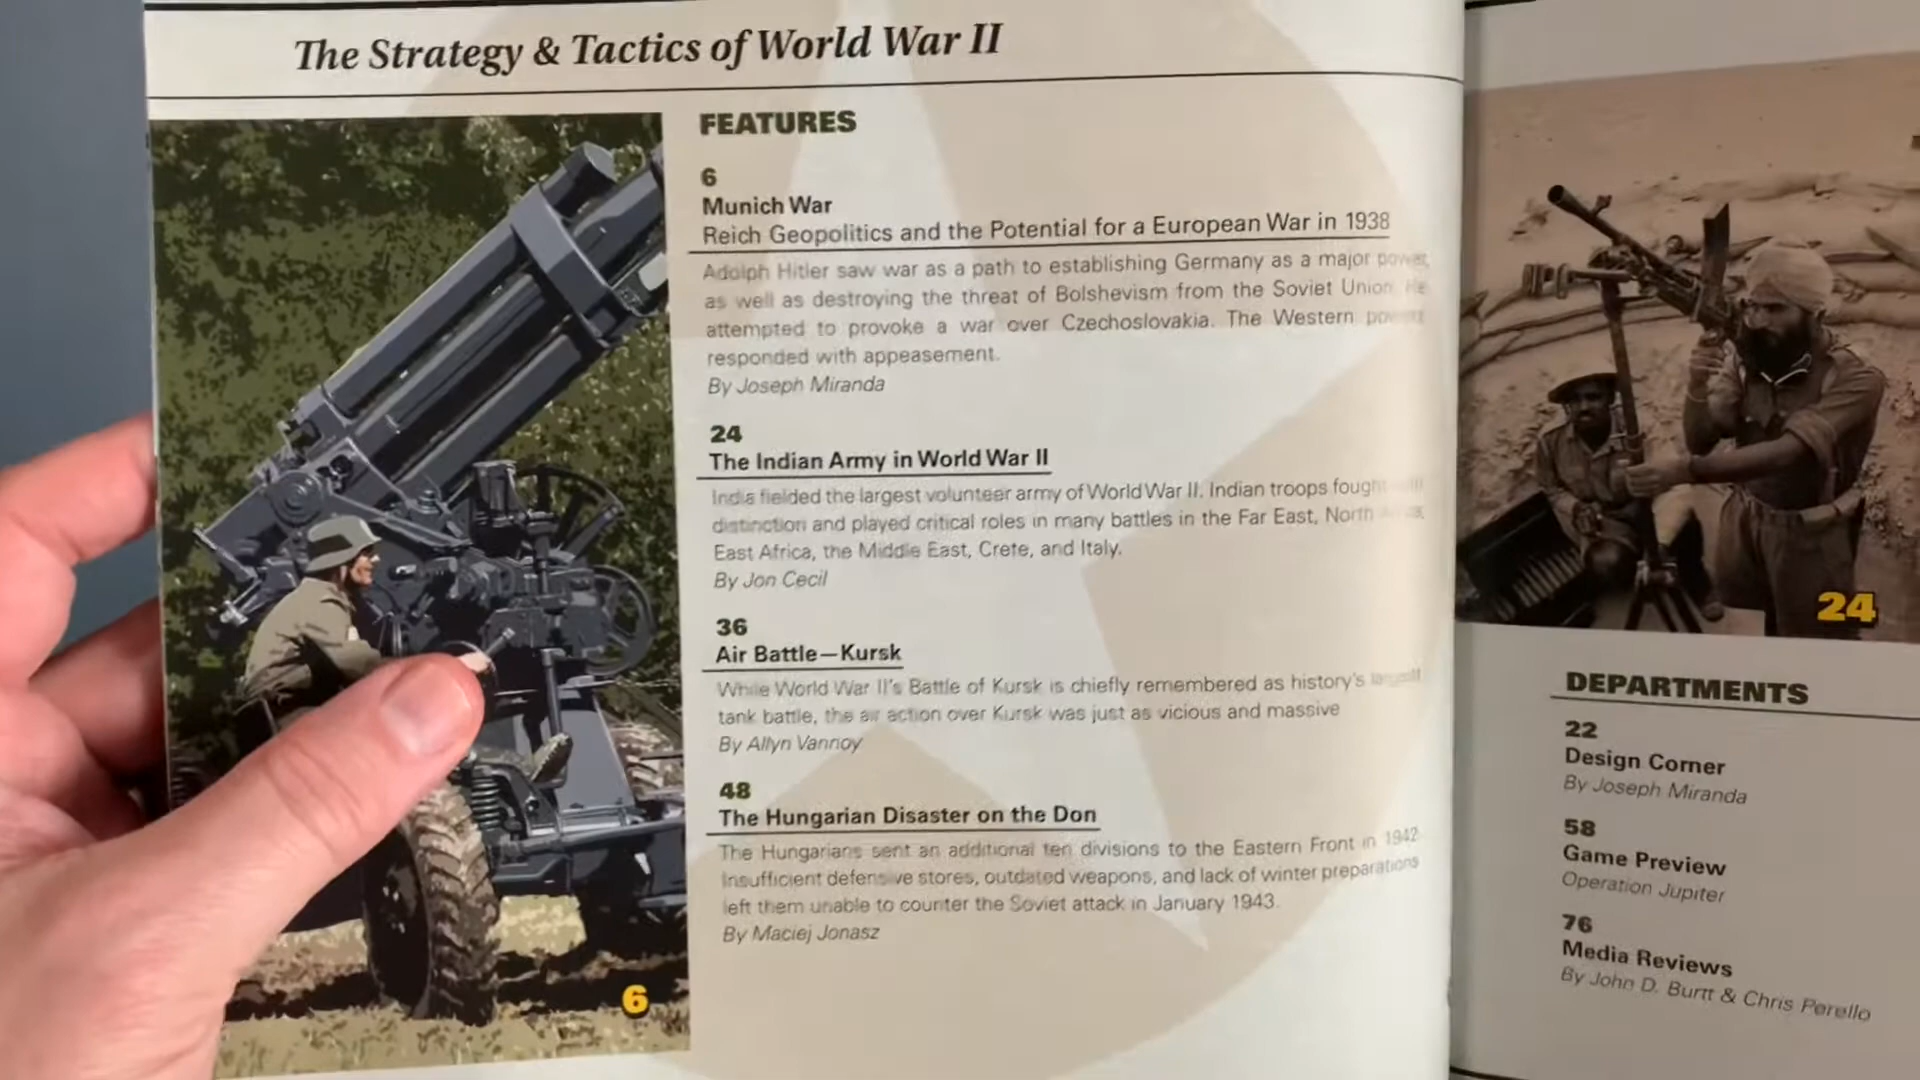 The Strategy & Tactics of World War II
FEATURES
6
Munich War
Reich Geopolitics and the Potential for a European War in 1938
Adolph Hitler saw war as a path to establishing Germany as a major power,
as well as destroying the threat of Bolshevism from the Soviet Union. He
attempted to provoke a war over Czechoslovakia. The Western powers
responded with appeasement.
By Joseph Miranda
24
The Indian Army in World War II
India fielded the largest volunteer army of World War II. Indian troops fought with
distinction and played critical roles in many battles in the Far East, North Africa,
East Africa, the Middle East, Crete, and Italy.
By Jon Cecil
36
Air Battle—Kursk
While World War II's Battle of Kursk is chiefly remembered as history's largest
tank battle, the air action over Kursk was just as vicious and massive
By Allyn Vannoy
48
The Hungarian Disaster on the Don
The Hungarians sent an additional ten divisions to the Eastern Front in 1942
Insufficient defensive stores, outdated weapons, and lack of winter preparations
left them unable to counter the Soviet attack in January 1943.
By Maciej Jonasz
6
24
DEPARTMENTS
22
Design Corner
By Joseph Miranda
58
Game Preview
Operation Jupiter
76
Media Reviews
By John D. Burtt & Chris Perello